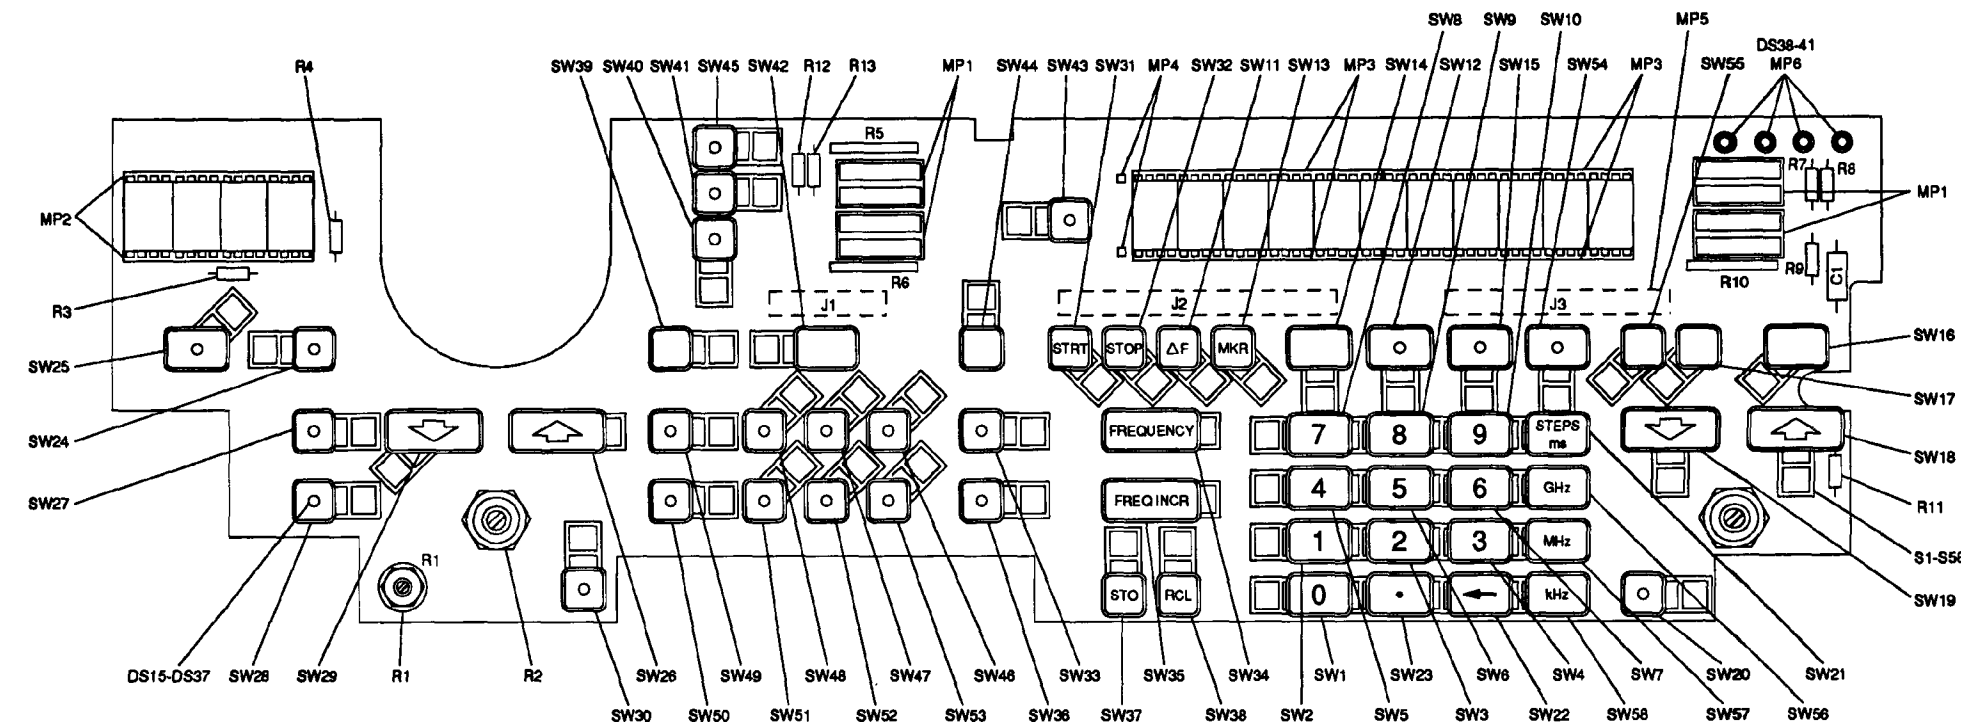 SW8 SW9 SW10 MP5
DS38-41
R4 SW39 SW40 SW41 SW45 SW42 R12 R13 MP1 SW44 SW43 MP4 SW31 SW32 SW11 SW13 MP3 SW14 SW12 SW15 SW54 MP3 SW55 MP6
R5
R7 R8
MP2 MP1
R3 R6 R9 C1
R10
J1 J2 J3
SW25 STRT STOP ΔF MKR SW16
SW17
SW24 FREQUENCY 7 8 9 STEPS
ms
SW18
SW27 FREQ INCR 4 5 6 GHz
R11
1 2 3 MHz
R1 S1-S56
STO RCL 0 • ← kHz SW19
DS15-DS37 SW28 SW29 R1 R2 SW26 SW49 SW48 SW47 SW46 SW33 SW35 SW34 SW1 SW23 SW6 SW4 SW7 SW20 SW21
SW30 SW50 SW51 SW52 SW53 SW36 SW37 SW38 SW2 SW5 SW3 SW22 SW58 SW57 SW56